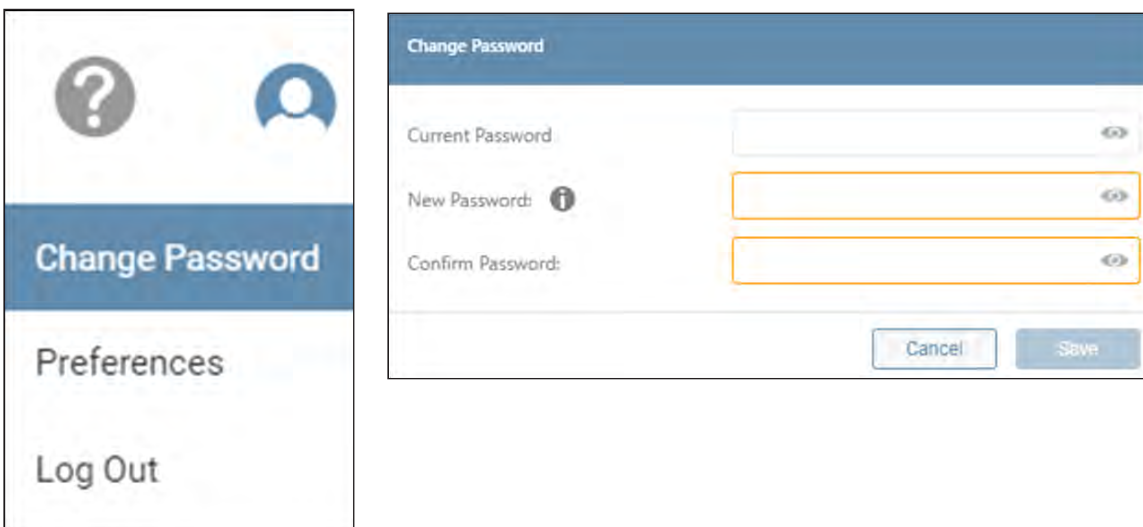 Change Password
Preferences
Log Out
Change Password
Current Password
New Password:
Confirm Password:
Cancel
Save